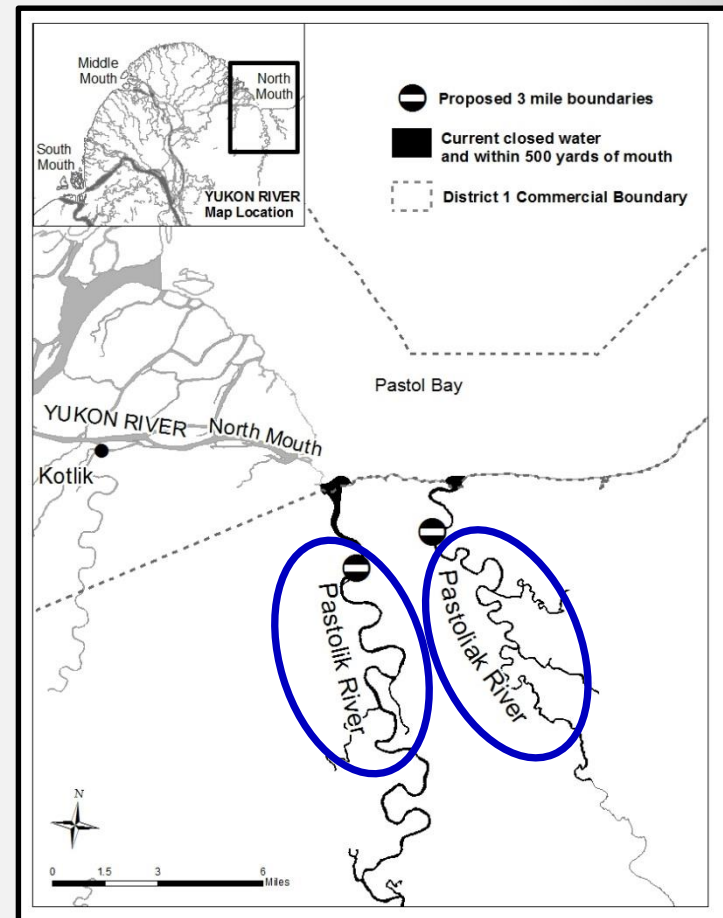 Middle
Mouth
North
Mouth
South
Mouth
YUKON RIVER
Map Location
Proposed 3 mile boundaries
Current closed water
and within 500 yards of mouth
District 1 Commercial Boundary
Pastol Bay
YUKON RIVER North Mouth
Kotlik
Pastolik River
Pastoliak River
N
0 1.5 3 6
Miles